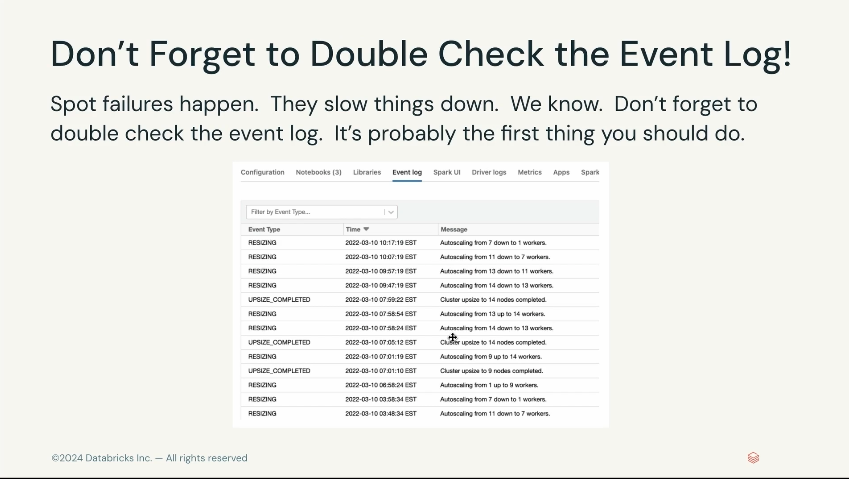 Don’t Forget to Double Check the Event Log!
Spot failures happen.  They slow things down.  We know.  Don’t forget to
double check the event log.  It’s probably the first thing you should do.
Configuration Notebooks (3) Libraries Event log Spark UI Driver logs Metrics Apps Spark
Filter by Event Type...
Event Type Time Message
RESIZING 2022-03-10 10:17:19 EST Autoscaling from 7 down to 1 workers.
RESIZING 2022-03-10 10:07:19 EST Autoscaling from 11 down to 7 workers.
RESIZING 2022-03-10 09:57:19 EST Autoscaling from 13 down to 11 workers.
RESIZING 2022-03-10 09:47:19 EST Autoscaling from 14 down to 13 workers.
UPSIZE_COMPLETED 2022-03-10 07:59:22 EST Cluster upsize to 14 nodes completed.
RESIZING 2022-03-10 07:58:54 EST Autoscaling from 13 up to 14 workers.
RESIZING 2022-03-10 07:58:24 EST Autoscaling from 14 down to 13 workers.
UPSIZE_COMPLETED 2022-03-10 07:05:12 EST Cluster upsize to 14 nodes completed.
RESIZING 2022-03-10 07:01:19 EST Autoscaling from 9 up to 14 workers.
UPSIZE_COMPLETED 2022-03-10 07:01:10 EST Cluster upsize to 9 nodes completed.
RESIZING 2022-03-10 06:58:24 EST Autoscaling from 1 up to 9 workers.
RESIZING 2022-03-10 03:58:34 EST Autoscaling from 7 down to 1 workers.
RESIZING 2022-03-10 03:48:34 EST Autoscaling from 11 down to 7 workers.
©2024 Databricks Inc. — All rights reserved